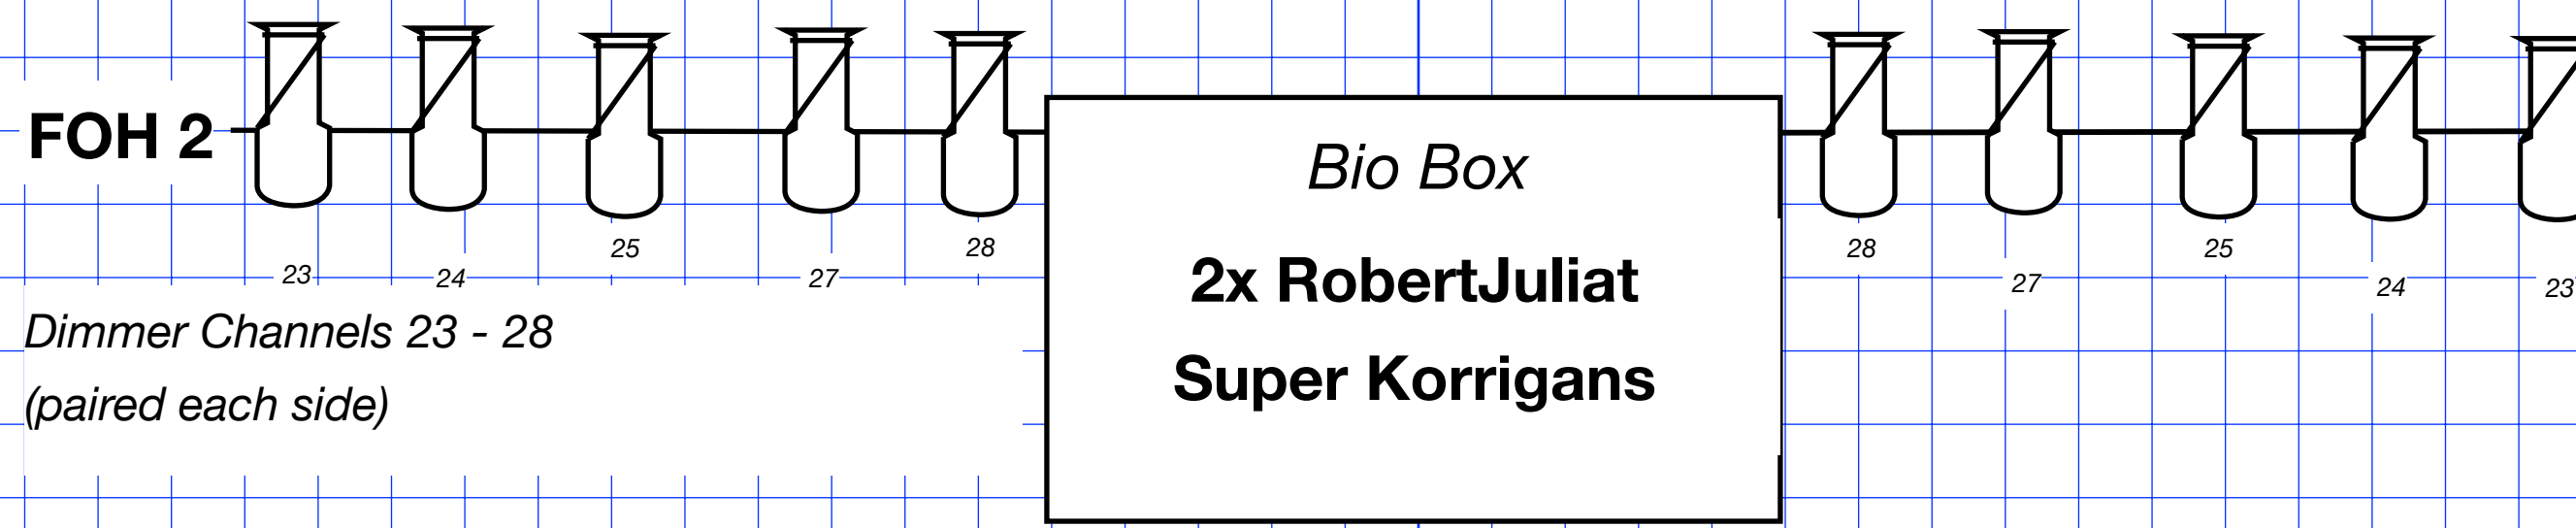 FOH 2
23
24
25
27
28
Dimmer Channels 23 - 28
(paired each side)
Bio Box
2x RobertJuliat
Super Korrigans
28
27
25
24
23